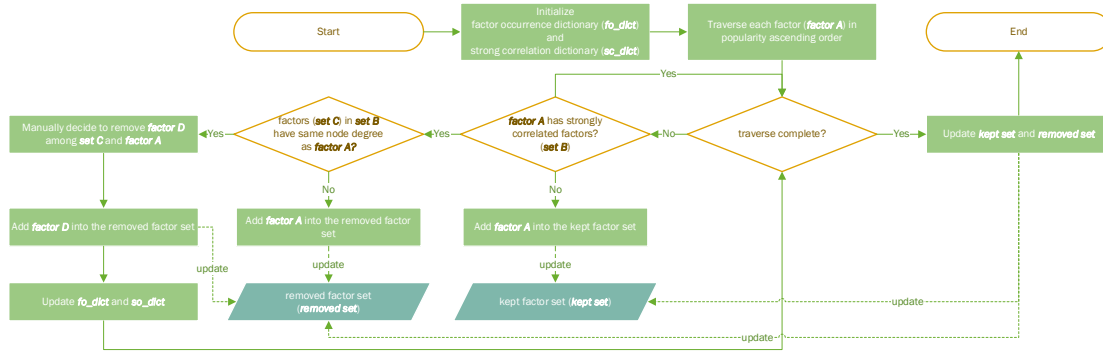 Start
Initialize
factor occurrence dictionary (fo_dict)
and
strong correlation dictionary (sc_dict)
Traverse each factor (factor A) in
popularity ascending order
End
Yes
Manually decide to remove factor D
among set C and factor A
Yes
factors (set C) in set B
have same node degree
as factor A?
Yes
factor A has strongly
correlated factors?
(set B)
No
traverse complete?
Yes
Update kept set and removed set
No
No
Add factor D into the removed factor set
Add factor A into the removed factor
set
Add factor A into the kept factor set
update
update
update
Update fo_dict and so_dict
removed factor set
(removed set)
kept factor set (kept set)
update
update